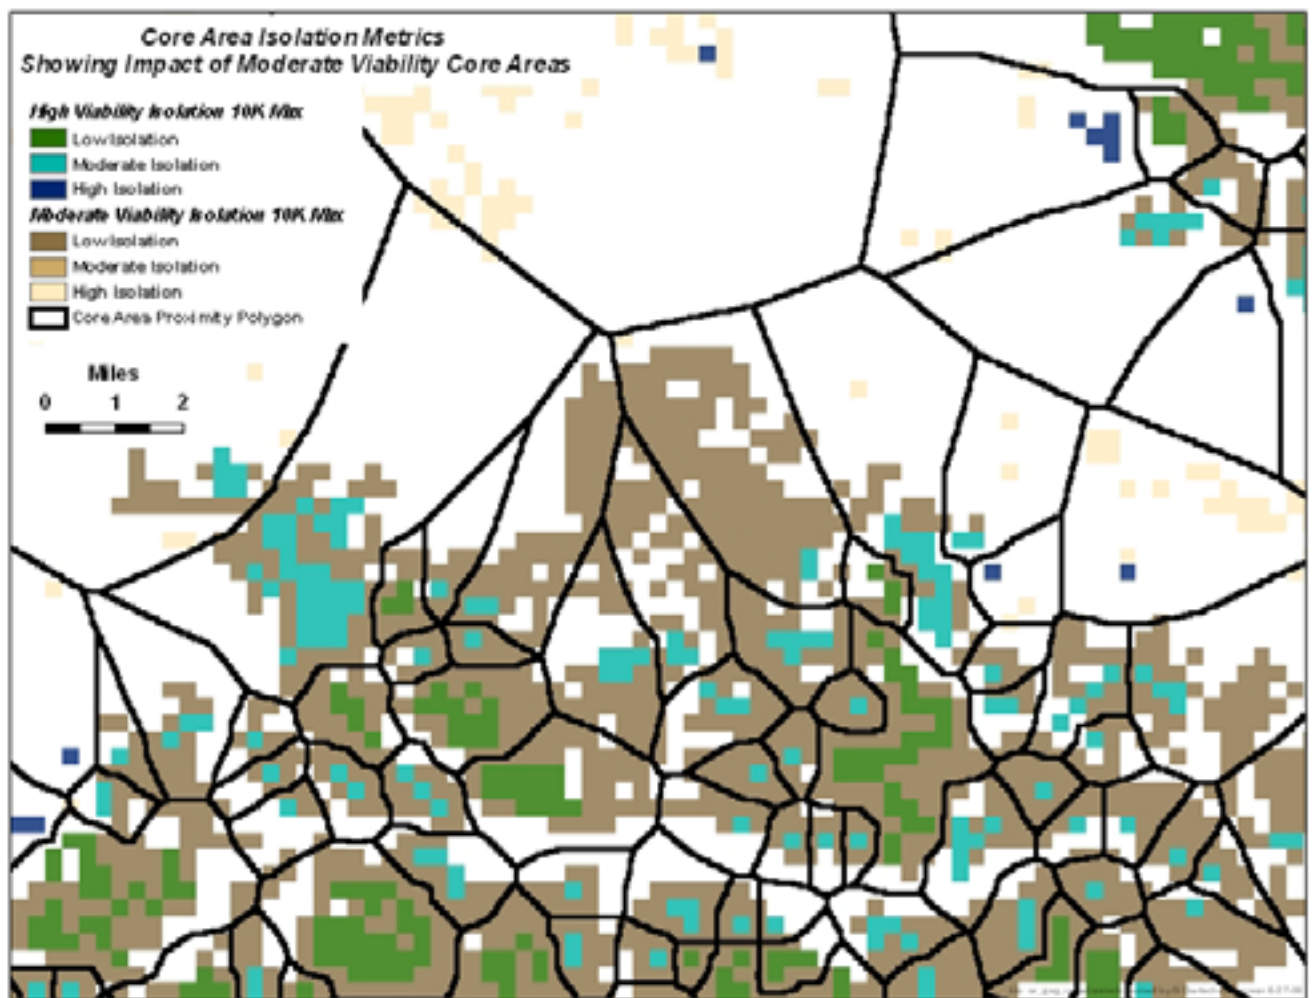 Core Area Isolation Metrics
Showing Impact of Moderate Viability Core Areas
High Viability Isolation 10K Max
Low Isolation
Moderate Isolation
High Isolation
Moderate Viability Isolation 10K Max
Low Isolation
Moderate Isolation
High Isolation
Core Area Proximity Polygon
Miles
0 1 2